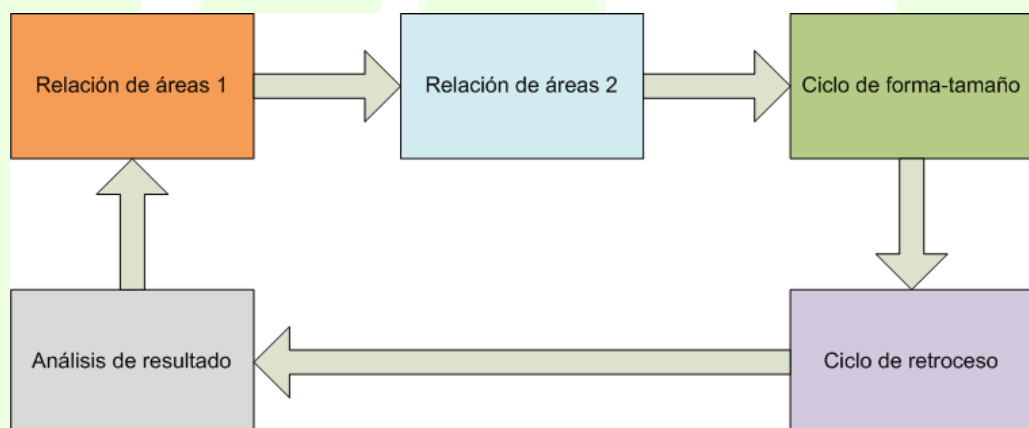 Relación de áreas 1
Relación de áreas 2
Ciclo de forma-tamaño
Análisis de resultado
Ciclo de retroceso